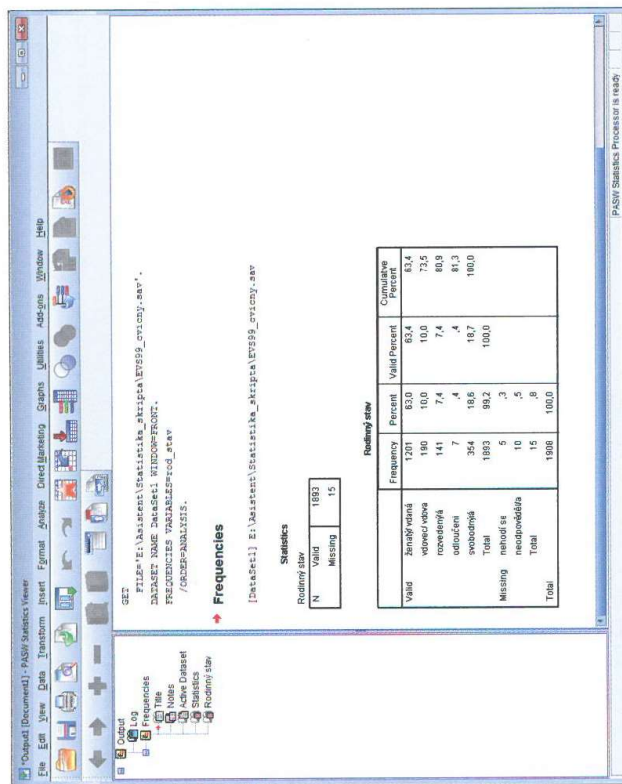 *Output1 [Document1] - PASW Statistics Viewer
File Edit View Data Transform Insert Format Analyze Direct Marketing Graphs Utilities Add-ons Window Help
Output
Log
Frequencies
Title
Notes
Active Dataset
Statistics
Rodinný stav
GET
FILE='E:\Asistent\Statistika_skripta\EVS99_cvicny.sav'.
DATASET NAME DataSet1 WINDOW=FRONT.
FREQUENCIES VARIABLES=rod_stav
/ORDER=ANALYSIS.
Frequencies
[DataSet1] E:\Asistent\Statistika_skripta\EVS99_cvicny.sav
Statistics
Rodinný stav
N Valid 1893
Missing 15
Rodinný stav
Frequency Percent Valid Percent Cumulative Percent
Valid ženatý/ vdaná 1201 63,0 63,4 63,4
vdovec/ vdova 190 10,0 10,0 73,5
rozvedený/á 141 7,4 7,4 80,9
odloučení 7 ,4 ,4 81,3
svobodný/á 354 18,6 18,7 100,0
Total 1893 99,2 100,0
Missing nehodí se 5 ,3
neodpověděl/a 10 ,5
Total 15 ,8
Total 1908 100,0
PASW Statistics Processor is ready